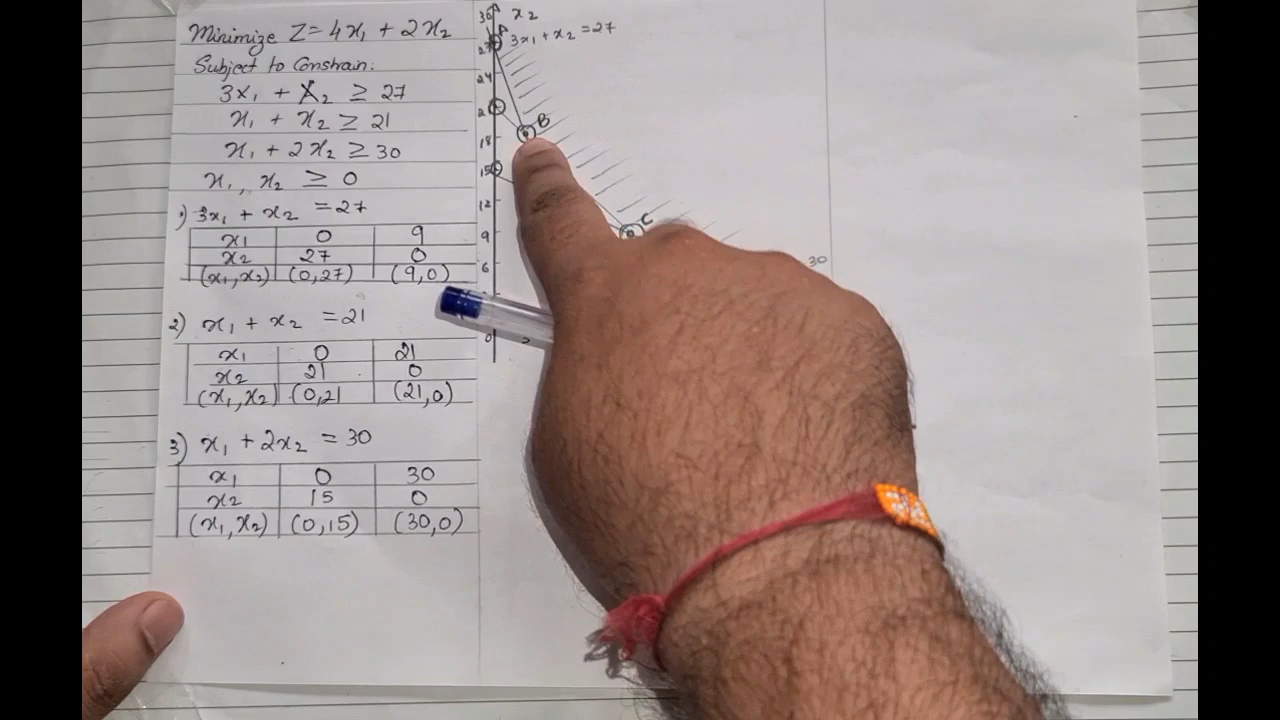 Minimize Z = 4x₁ + 2x₂
Subject to Constrain:
3x₁ + x₂ ≥ 27
x₁ + x₂ ≥ 21
x₁ + 2x₂ ≥ 30
x₁, x₂ ≥ 0
1) 3x₁ + x₂ = 27
x₁ 0 9
x₂ 27 0
(x₁, x₂) (0,27) (9,0)
2) x₁ + x₂ = 21
x₁ 0 21
x₂ 21 0
(x₁, x₂) (0,21 (21,0)
3) x₁ + 2x₂ = 30
x₁ 0 30
x₂ 15 0
(x₁, x₂) (0,15) (30,0)
x₂
30
A
3x₁ + x₂ = 27
27
24
B
18
15
12
C
9
6
30
0